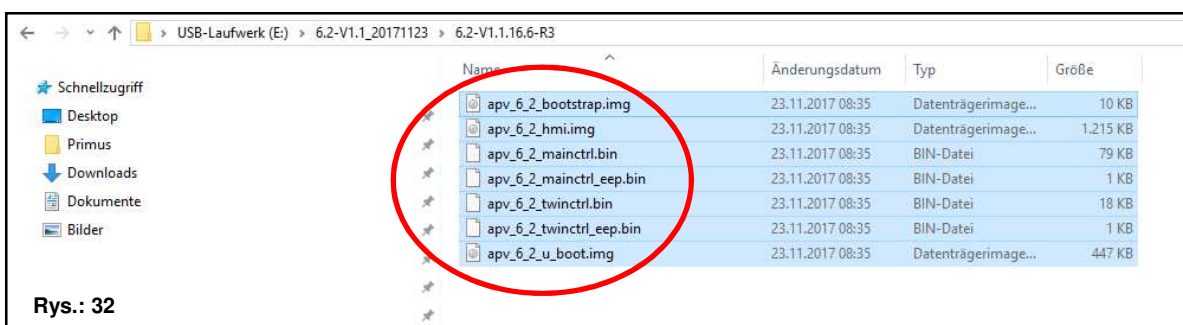 USB-Laufwerk (E:) > 6.2-V1.1_20171123 > 6.2-V1.1.16.6-R3
Name Änderungsdatum Typ Größe
Schnellzugriff
Desktop
Primus
Downloads
Dokumente
Bilder
apv_6_2_bootstrap.img 23.11.2017 08:35 Datenträgerimage... 10 KB
apv_6_2_hmi.img 23.11.2017 08:35 Datenträgerimage... 1.215 KB
apv_6_2_mainctrl.bin 23.11.2017 08:35 BIN-Datei 79 KB
apv_6_2_mainctrl_eep.bin 23.11.2017 08:35 BIN-Datei 1 KB
apv_6_2_twinctrl.bin 23.11.2017 08:35 BIN-Datei 18 KB
apv_6_2_twinctrl_eep.bin 23.11.2017 08:35 BIN-Datei 1 KB
apv_6_2_u_boot.img 23.11.2017 08:35 Datenträgerimage... 447 KB
Rys.: 32